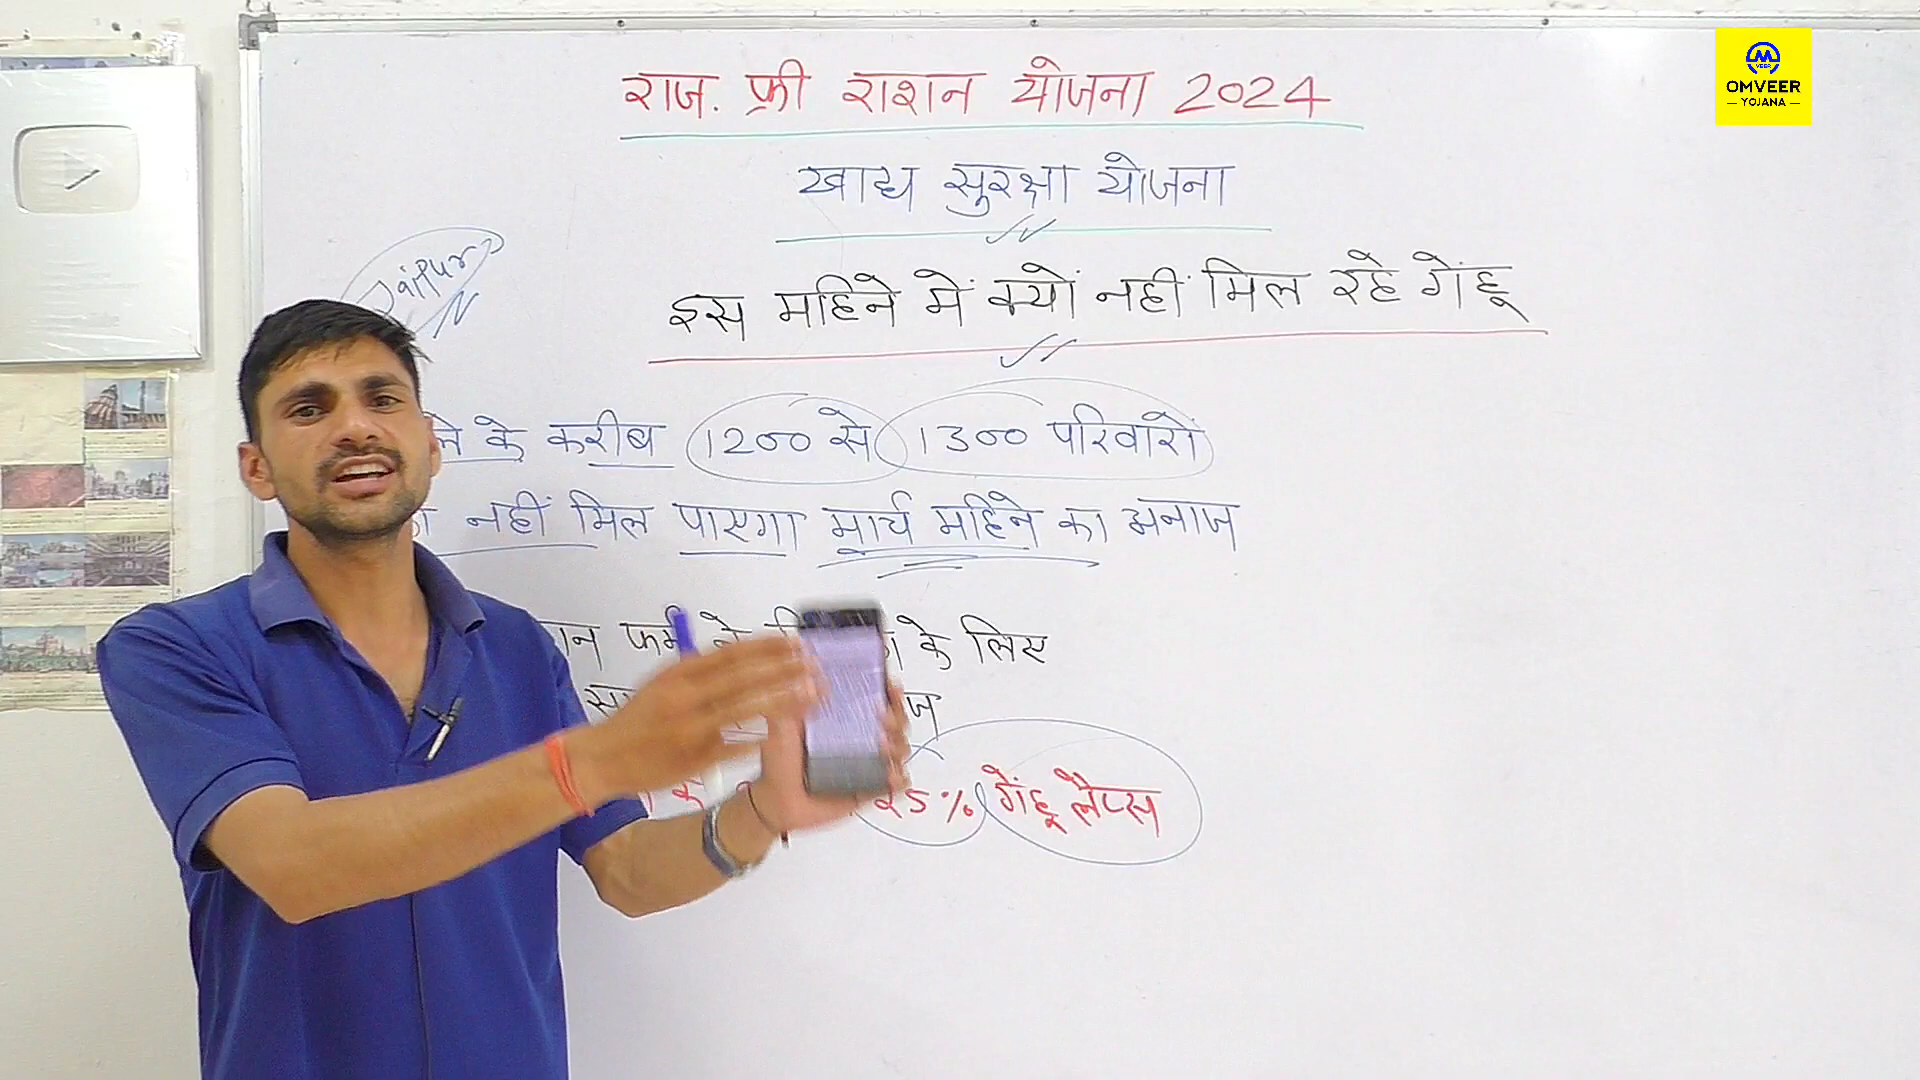 राज. फ्री राशन योजना 2024
OMVEER
YOJANA
खाद्य सुरक्षा योजना
Jaipur
इस महिने में क्यों नहीं मिल रहे गेंहू
के करीब 1200 से 1300 परिवारों
नहीं मिल पाएगा मार्च महिने का अनाज
के लिए
25% गेंहू लैप्स